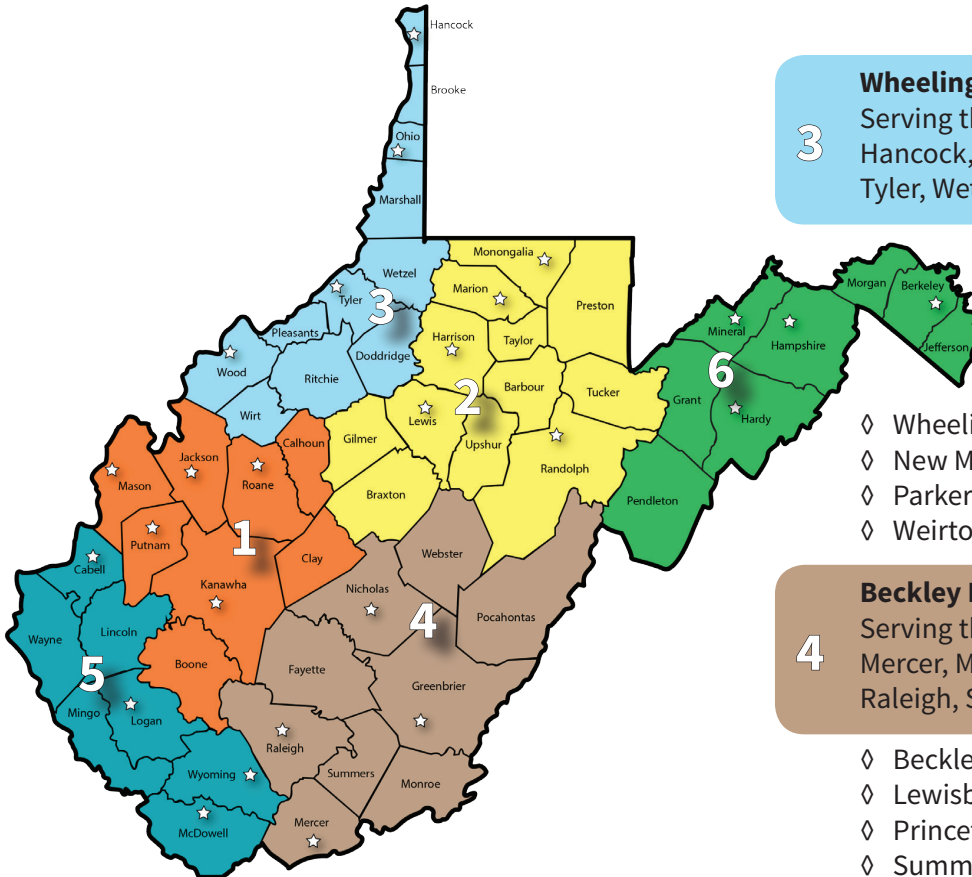 Hancock
Brooke
Ohio
Marshall
Wetzel
Tyler
3
Pleasants
Doddridge
Wood
Ritchie
Wirt
Monongalia
Marion
Preston
Harrison
Taylor
Barbour
2
Tucker
Lewis
Gilmer
Upshur
Randolph
Braxton
Morgan
Berkeley
Jefferson
Mineral
Hampshire
6
Grant
Hardy
Pendleton
Calhoun
Jackson
Roane
Mason
Putnam
1
Clay
Kanawha
Boone
Cabell
Wayne
Lincoln
5
Mingo
Logan
Wyoming
McDowell
Webster
Nicholas
4
Pocahontas
Fayette
Greenbrier
Raleigh
Summers
Monroe
Mercer
3
Wheeling
Serving th
Hancock,
Tyler, We
◊ Wheeli
◊ New M
◊ Parker
◊ Weirto
4
Beckley
Serving th
Mercer, M
Raleigh, S
◊ Beckle
◊ Lewisb
◊ Prince
◊ Summ